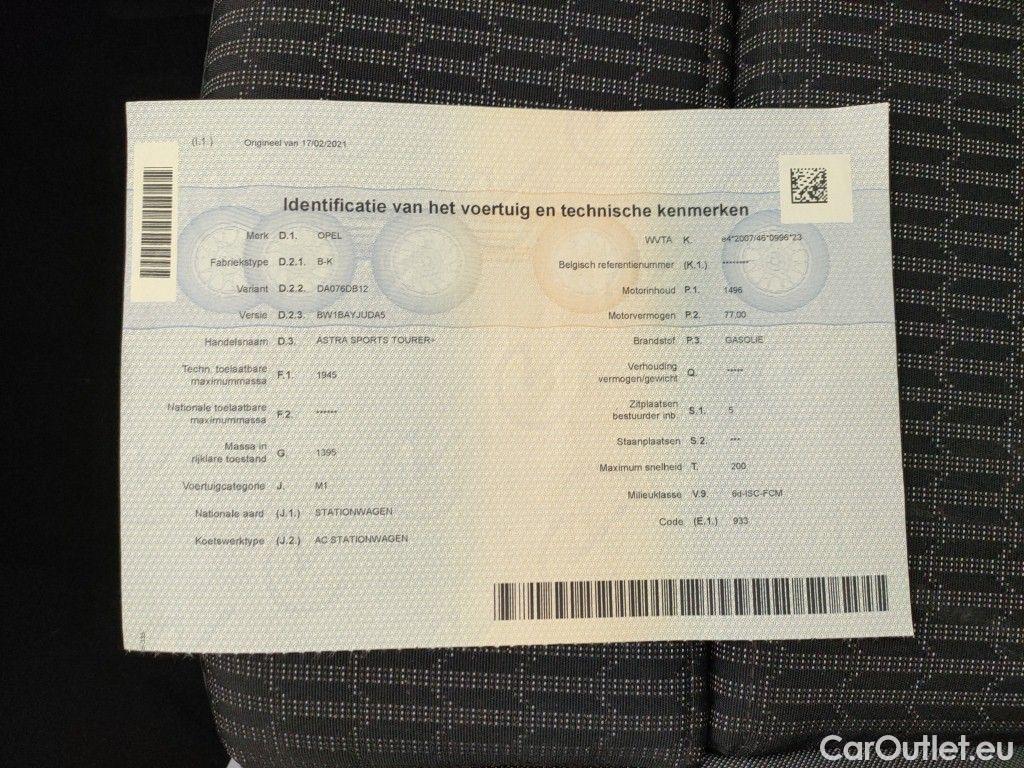 (I.1.) Origineel van 17/02/2021
Identificatie van het voertuig en technische kenmerken
Merk D.1. OPEL
Fabriekstype D.2.1. B-K
Variant D.2.2. DA076DB12
Versie D.2.3. BW1BAYJUDA5
Handelsnaam D.3. ASTRA SPORTS TOURER+
Techn. toelaatbare
maximummassa F.1. 1945
Nationale toelaatbare
maximummassa F.2. ******
Massa in
rijklare toestand G. 1395
Voertuigcategorie J. M1
Nationale aard (J.1.) STATIONWAGEN
Koetswerktype (J.2.) AC STATIONWAGEN
WVTA K. e4*2007/46*0996*23
Belgisch referentienummer (K.1.) ********
Motorinhoud P.1. 1496
Motorvermogen P.2. 77.00
Brandstof P.3. GASOLIE
Verhouding
vermogen/gewicht Q. *****
Zitplaatsen
bestuurder inb. S.1. 5
Staanplaatsen S.2. ***
Maximum snelheid T. 200
Milieuklasse V.9. 6d-ISC-FCM
Code (E.1.) 933
CarOutlet.eu